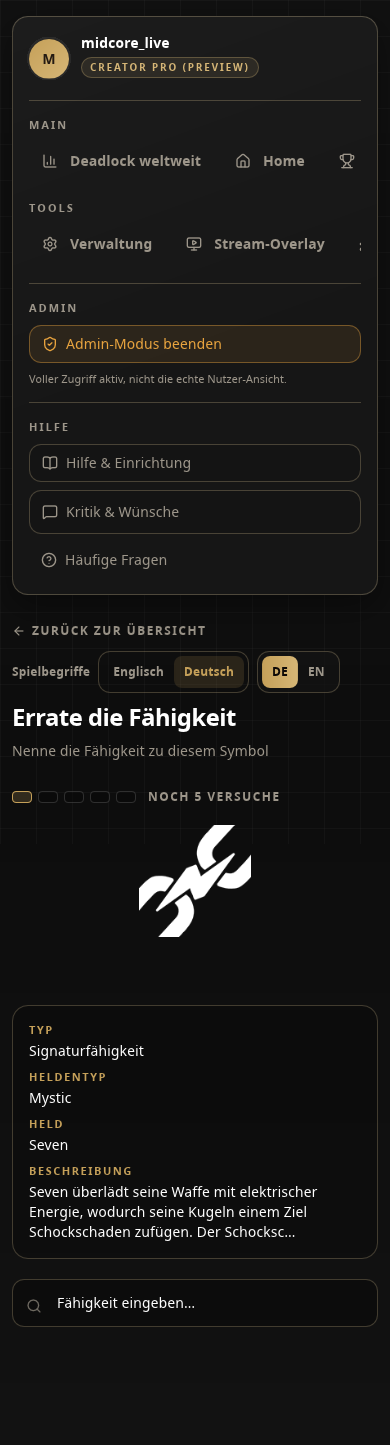 M
midcore_live
CREATOR PRO (PREVIEW)
MAIN
Deadlock weltweit
Home
TOOLS
Verwaltung
Stream-Overlay
ADMIN
Admin-Modus beenden
Voller Zugriff aktiv, nicht die echte Nutzer-Ansicht.
HILFE
Hilfe & Einrichtung
Kritik & Wünsche
Häufige Fragen
ZURÜCK ZUR ÜBERSICHT
Spielbegriffe
Englisch
Deutsch
DE
EN
Errate die Fähigkeit
Nenne die Fähigkeit zu diesem Symbol
NOCH 5 VERSUCHE
TYP
Signaturfähigkeit
HELDENTYP
Mystic
HELD
Seven
BESCHREIBUNG
Seven überlädt seine Waffe mit elektrischer
Energie, wodurch seine Kugeln einem Ziel
Schockschaden zufügen. Der Schocksc...
Fähigkeit eingeben...